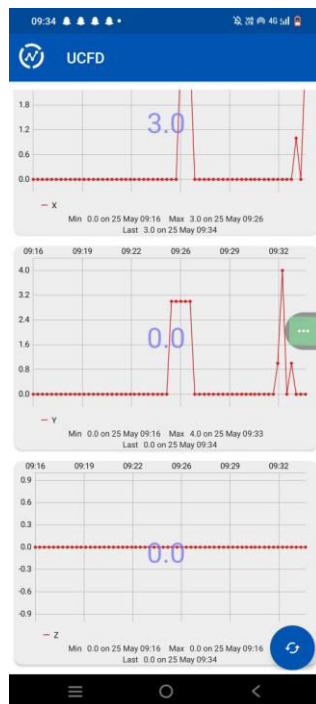 09:34
4G
UCFD
1.8
1.2
0.6
0.0
3.0
X
Min 0.0 on 25 May 09:16 Max 3.0 on 25 May 09:26
Last 3.0 on 25 May 09:34
09:16 09:19 09:22 09:26 09:29 09:32
4.0
3.2
2.4
1.6
0.8
0.0
0.0
Y
Min 0.0 on 25 May 09:16 Max 4.0 on 25 May 09:33
Last 0.0 on 25 May 09:34
09:16 09:19 09:22 09:26 09:29 09:32
0.9
0.6
0.3
0.0
-0.3
-0.6
-0.9
0.0
Z
Min 0.0 on 25 May 09:16 Max 0.0 on 25 May 09:16
Last 0.0 on 25 May 09:34